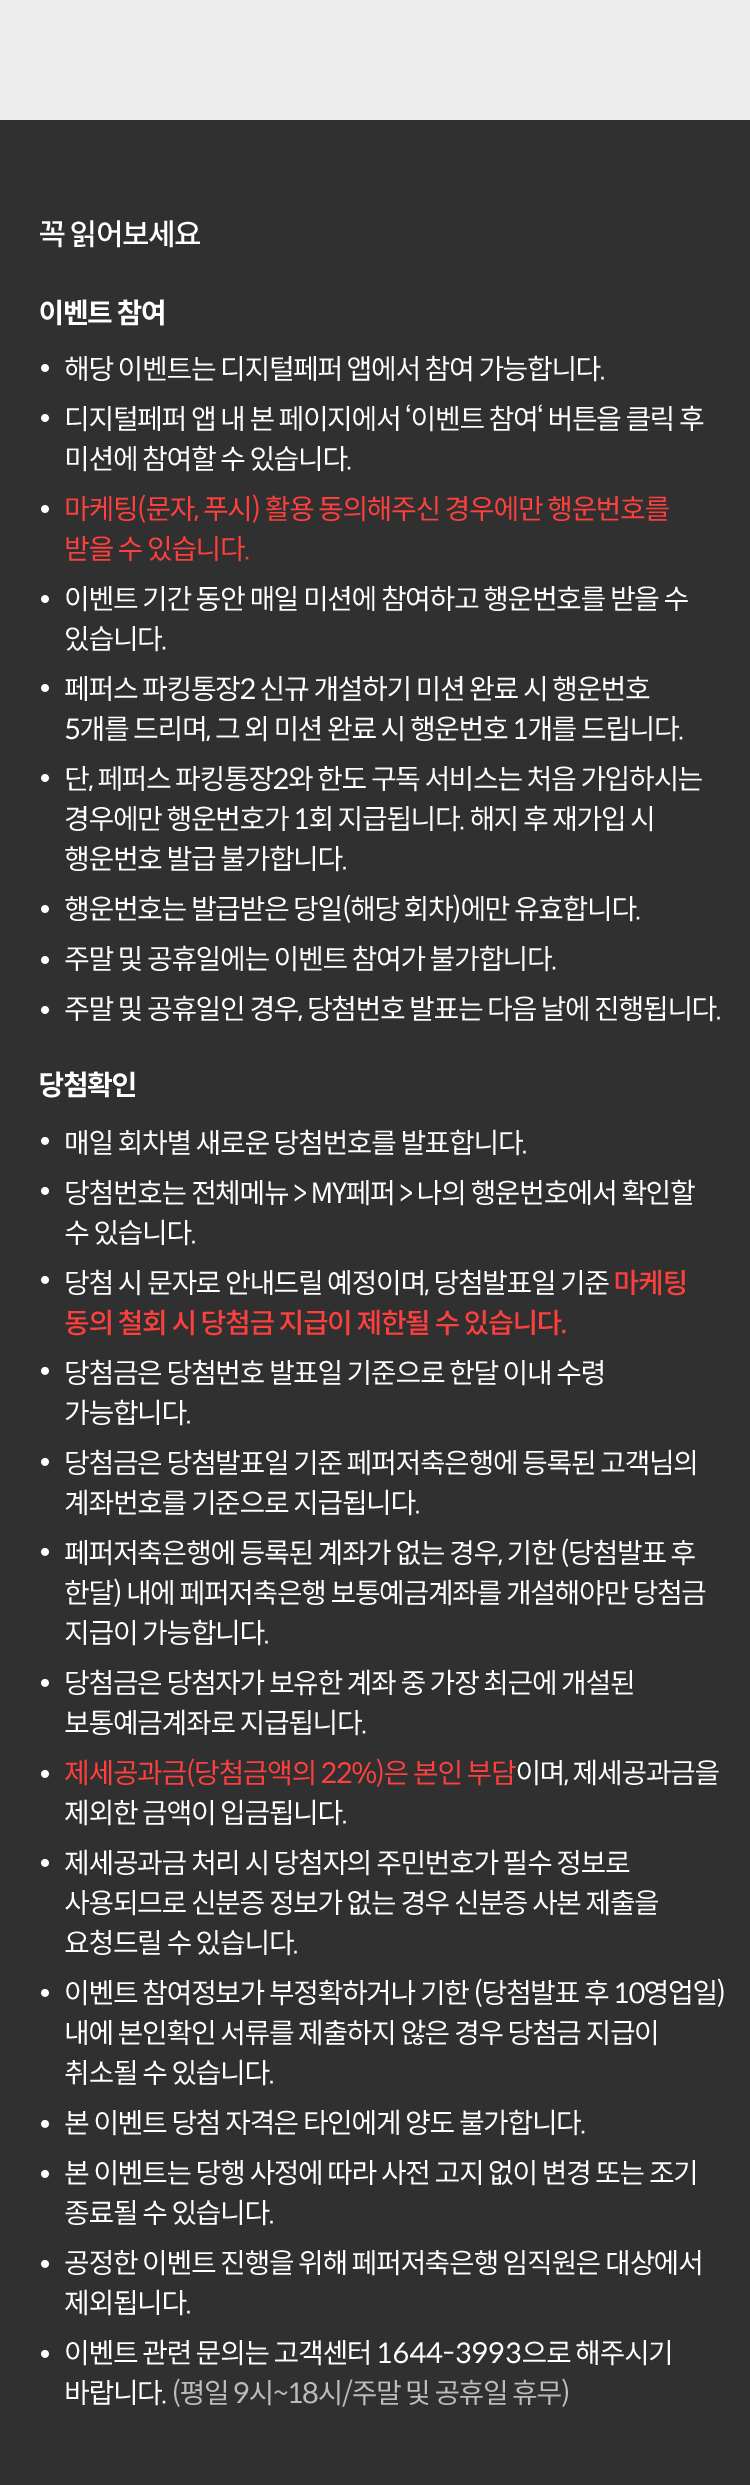 꼭 읽어보세요
이벤트 참여
• 해당 이벤트는 디지털페퍼 앱에서 참여 가능합니다.
• 디지털페퍼 앱 내 본 페이지에서 ‘이벤트 참여‘ 버튼을 클릭 후
미션에 참여할 수 있습니다.
• 마케팅(문자, 푸시) 활용 동의해주신 경우에만 행운번호를
받을 수 있습니다.
• 이벤트 기간 동안 매일 미션에 참여하고 행운번호를 받을 수
있습니다.
• 페퍼스 파킹통장2 신규 개설하기 미션 완료 시 행운번호
5개를 드리며, 그 외 미션 완료 시 행운번호 1개를 드립니다.
• 단, 페퍼스 파킹통장2와 한도 구독 서비스는 처음 가입하시는
경우에만 행운번호가 1회 지급됩니다. 해지 후 재가입 시
행운번호 발급 불가합니다.
• 행운번호는 발급받은 당일(해당 회차)에만 유효합니다.
• 주말 및 공휴일에는 이벤트 참여가 불가합니다.
• 주말 및 공휴일인 경우, 당첨번호 발표는 다음 날에 진행됩니다.
당첨확인
• 매일 회차별 새로운 당첨번호를 발표합니다.
• 당첨번호는 전체메뉴 > MY페퍼 > 나의 행운번호에서 확인할
수 있습니다.
• 당첨 시 문자로 안내드릴 예정이며, 당첨발표일 기준 마케팅
동의 철회 시 당첨금 지급이 제한될 수 있습니다.
• 당첨금은 당첨번호 발표일 기준으로 한달 이내 수령
가능합니다.
• 당첨금은 당첨발표일 기준 페퍼저축은행에 등록된 고객님의
계좌번호를 기준으로 지급됩니다.
• 페퍼저축은행에 등록된 계좌가 없는 경우, 기한 (당첨발표 후
한달) 내에 페퍼저축은행 보통예금계좌를 개설해야만 당첨금
지급이 가능합니다.
• 당첨금은 당첨자가 보유한 계좌 중 가장 최근에 개설된
보통예금계좌로 지급됩니다.
• 제세공과금(당첨금액의 22%)은 본인 부담이며, 제세공과금을
제외한 금액이 입금됩니다.
• 제세공과금 처리 시 당첨자의 주민번호가 필수 정보로
사용되므로 신분증 정보가 없는 경우 신분증 사본 제출을
요청드릴 수 있습니다.
• 이벤트 참여정보가 부정확하거나 기한 (당첨발표 후 10영업일)
내에 본인확인 서류를 제출하지 않은 경우 당첨금 지급이
취소될 수 있습니다.
• 본 이벤트 당첨 자격은 타인에게 양도 불가합니다.
• 본 이벤트는 당행 사정에 따라 사전 고지 없이 변경 또는 조기
종료될 수 있습니다.
• 공정한 이벤트 진행을 위해 페퍼저축은행 임직원은 대상에서
제외됩니다.
• 이벤트 관련 문의는 고객센터 1644-3993으로 해주시기
바랍니다. (평일 9시~18시/주말 및 공휴일 휴무)